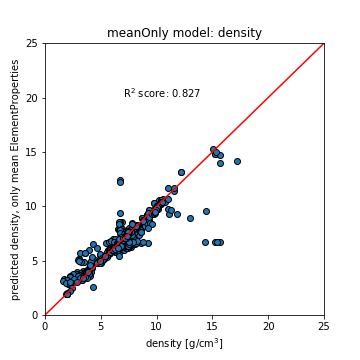 meanOnly model: density
25
20
15
10
5
0
R² score: 0.827
predicted density, only mean ElementProperties
0 5 10 15 20 25
density [g/cm³]